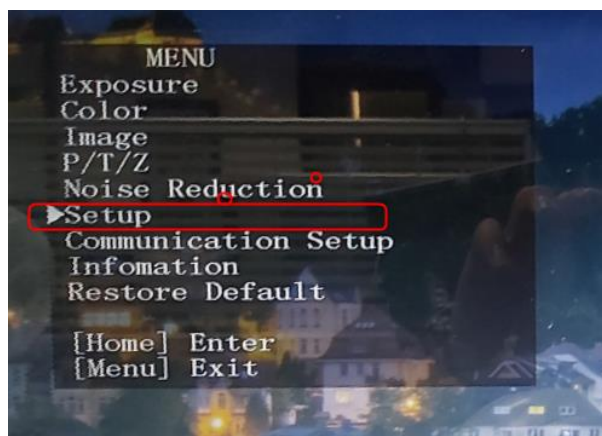 MENU
Exposure
Color
Image
P/T/Z
Noise Reduction
▶Setup
Communication Setup
Infomation
Restore Default
[Home] Enter
[Menu] Exit